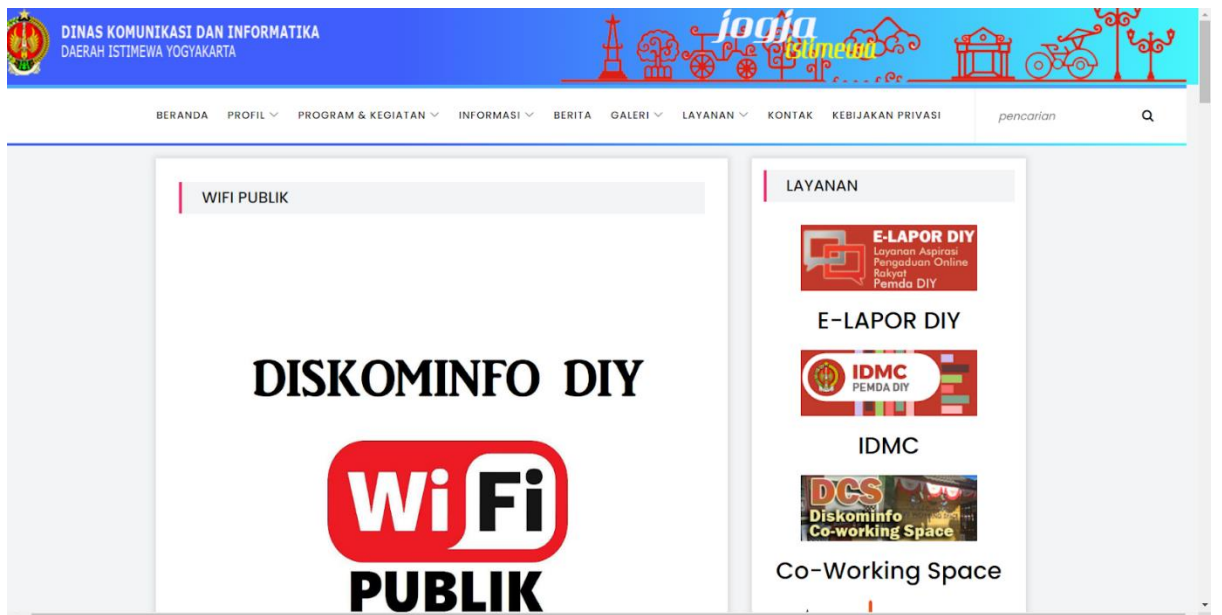 DINAS KOMUNIKASI DAN INFORMATIKA
DAERAH ISTIMEWA YOGYAKARTA
jogja
istimewa
BERANDA PROFIL PROGRAM & KEGIATAN INFORMASI BERITA GALERI LAYANAN KONTAK KEBIJAKAN PRIVASI pencarian
WIFI PUBLIK
DISKOMINFO DIY
WiFi
PUBLIK
LAYANAN
E-LAPOR DIY
Layanan Aspirasi
Pengaduan Online
Rakyat
Pemda DIY
E-LAPOR DIY
IDMC
PEMDA DIY
IDMC
DCS
Diskominfo
Co-working Space
Co-Working Space